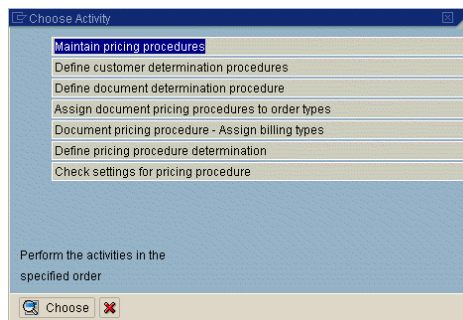 Choose Activity
Maintain pricing procedures
Define customer determination procedures
Define document determination procedure
Assign document pricing procedures to order types
Document pricing procedure - Assign billing types
Define pricing procedure determination
Check settings for pricing procedure
Perform the activities in the
specified order
Choose